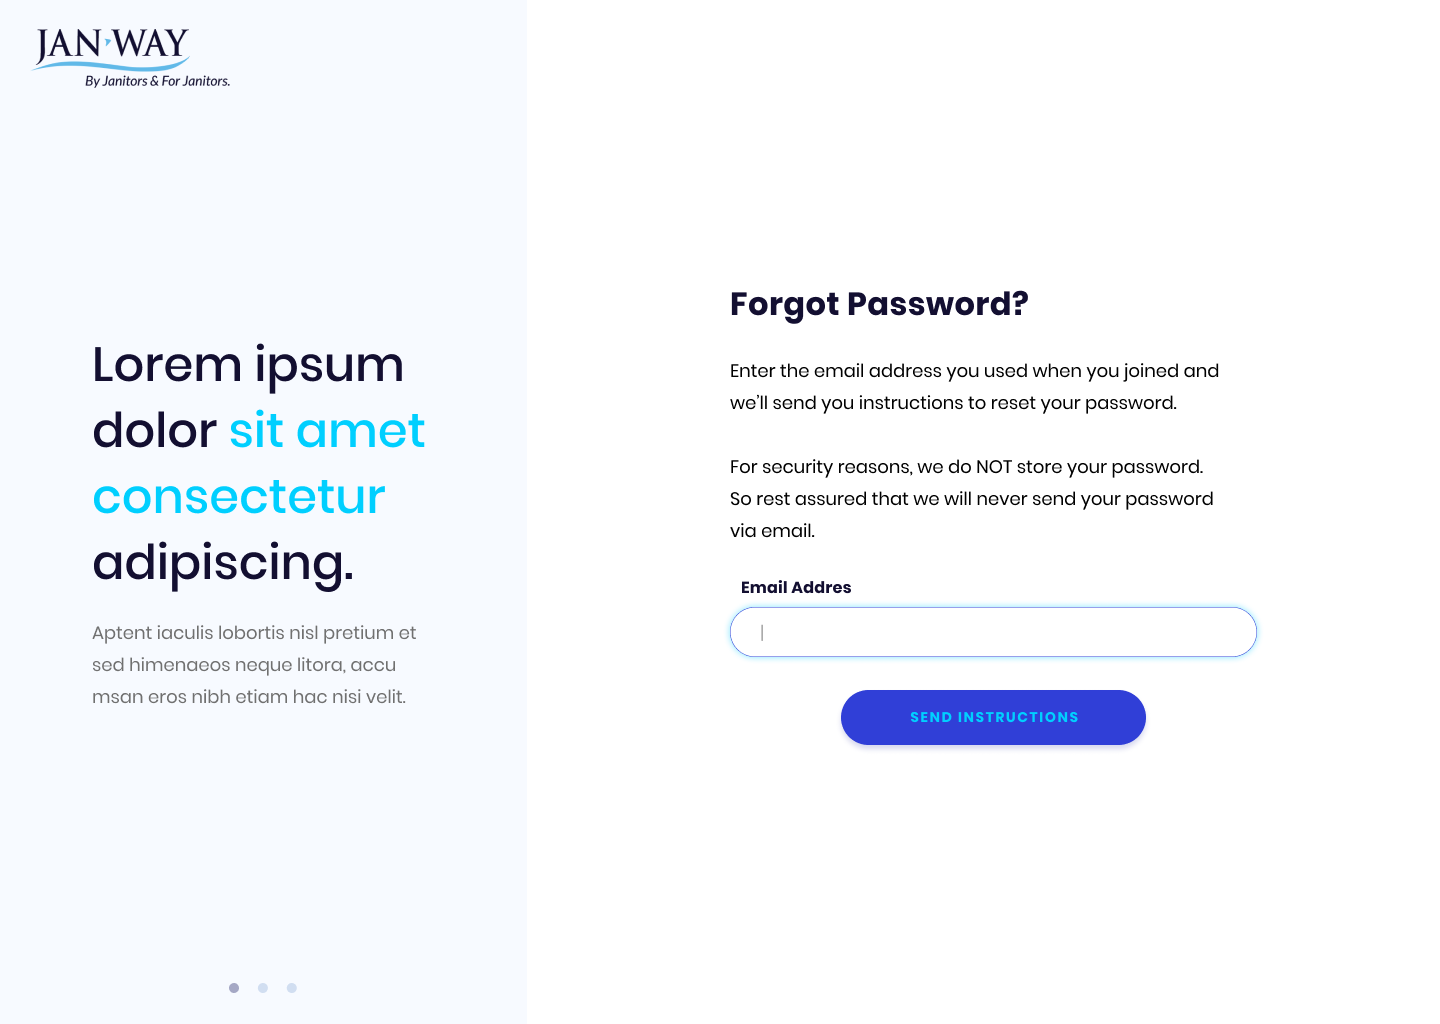 JAN WAY
By Janitors & For Janitors.
Lorem ipsum
dolor sit amet
consectetur
adipiscing.
Aptent iaculis lobortis nisl pretium et
sed himenaeos neque litora, accu
msan eros nibh etiam hac nisi velit.
Forgot Password?
Enter the email address you used when you joined and
we’ll send you instructions to reset your password.
For security reasons, we do NOT store your password.
So rest assured that we will never send your password
via email.
Email Addres
SEND INSTRUCTIONS